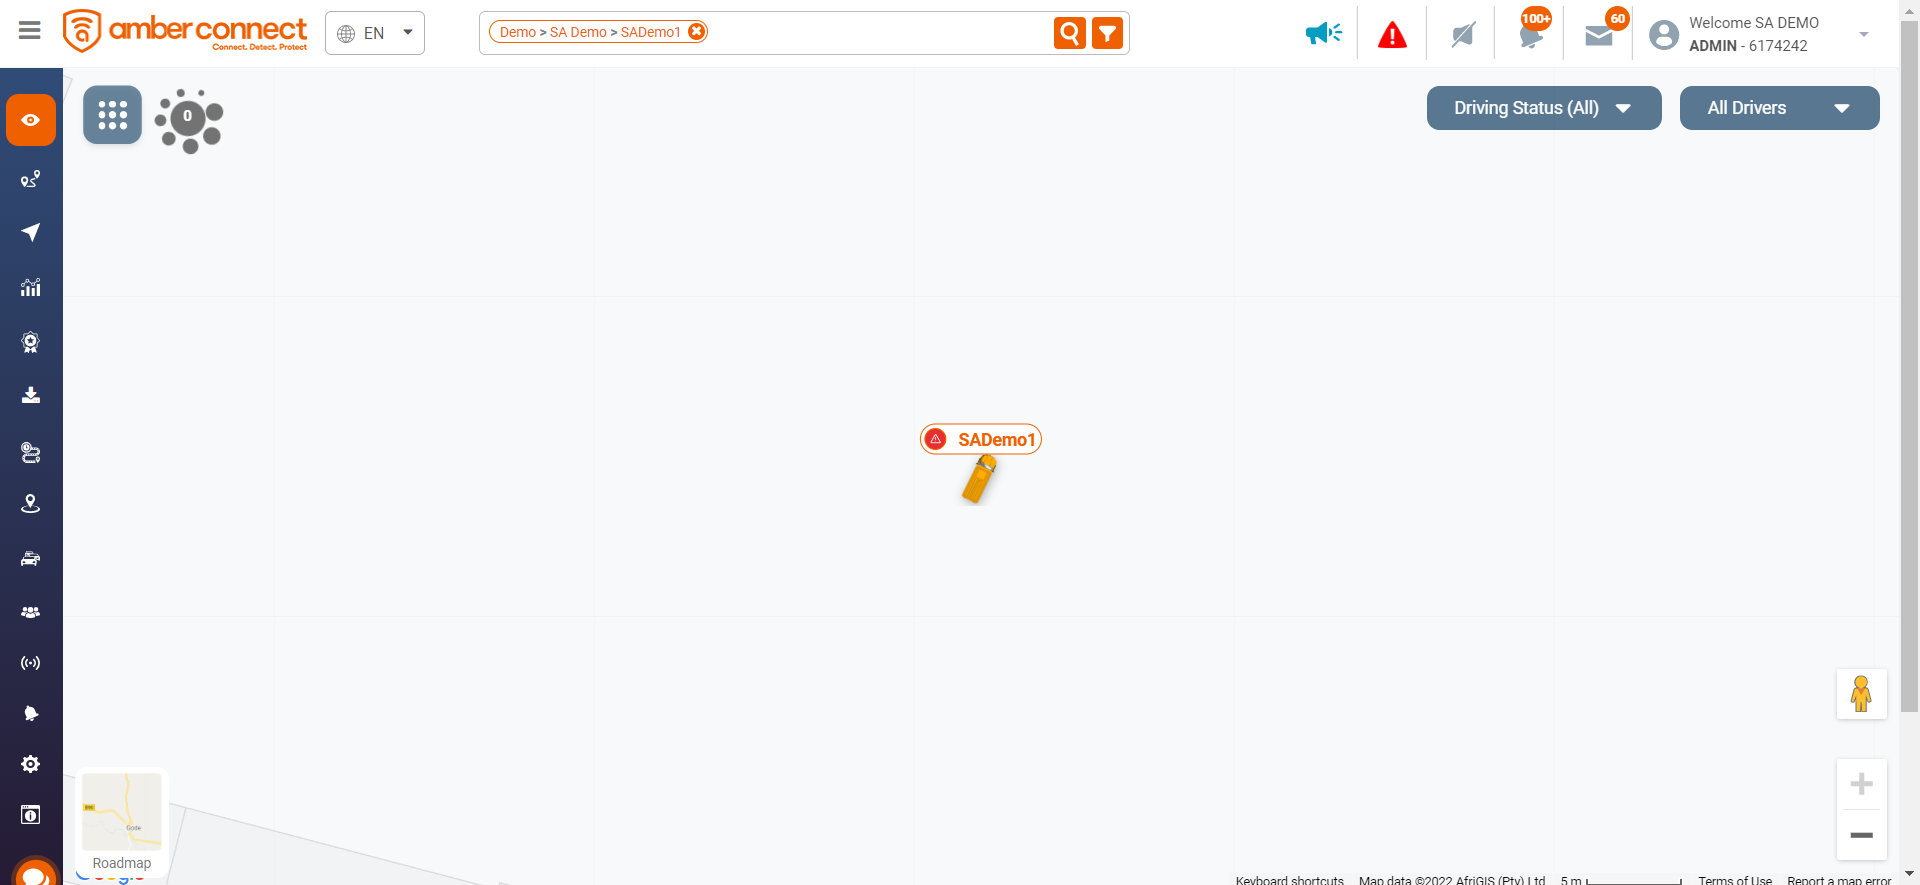 amber connect
Connect. Detect. Protect
EN
Demo > SA Demo > SADemo1
100+
60
Welcome SA DEMO
ADMIN - 6174242
0
Driving Status (All)
All Drivers
SADemo1
Gode
Roadmap
Google
Keyboard shortcuts
Map data ©2022 AfriGIS (Pty) Ltd
5 m
Terms of Use
Report a map error